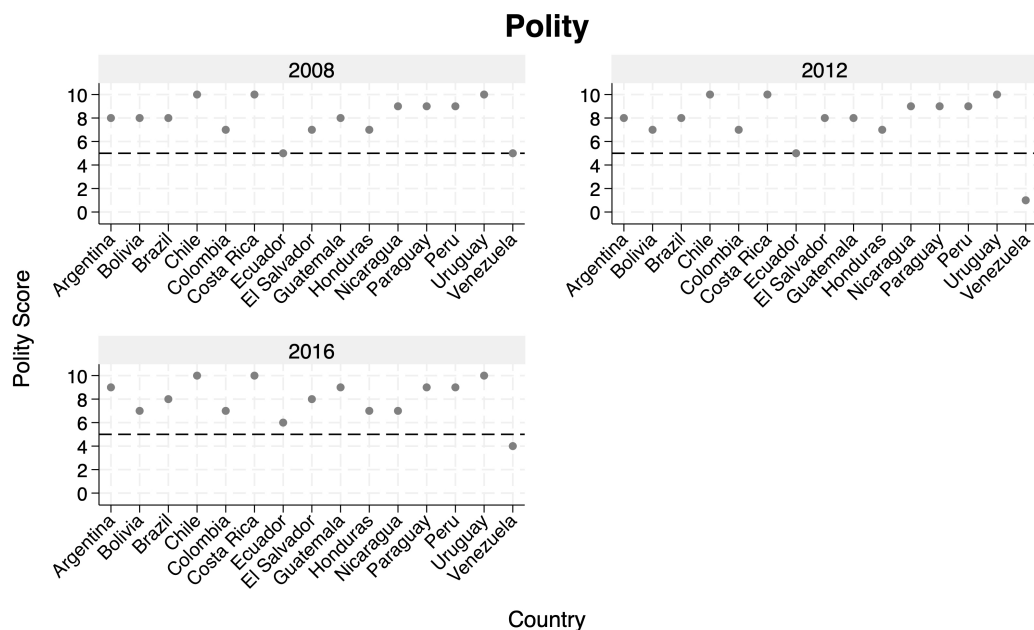 Polity
2008
10
8
6
4
2
0
Argentina
Bolivia
Brazil
Chile
Colombia
Costa Rica
Ecuador
El Salvador
Guatemala
Honduras
Nicaragua
Paraguay
Peru
Uruguay
Venezuela
2012
10
8
6
4
2
0
Argentina
Bolivia
Brazil
Chile
Colombia
Costa Rica
Ecuador
El Salvador
Guatemala
Honduras
Nicaragua
Paraguay
Peru
Uruguay
Venezuela
Polity Score
2016
10
8
6
4
2
0
Argentina
Bolivia
Brazil
Chile
Colombia
Costa Rica
Ecuador
El Salvador
Guatemala
Honduras
Nicaragua
Paraguay
Peru
Uruguay
Venezuela
Country